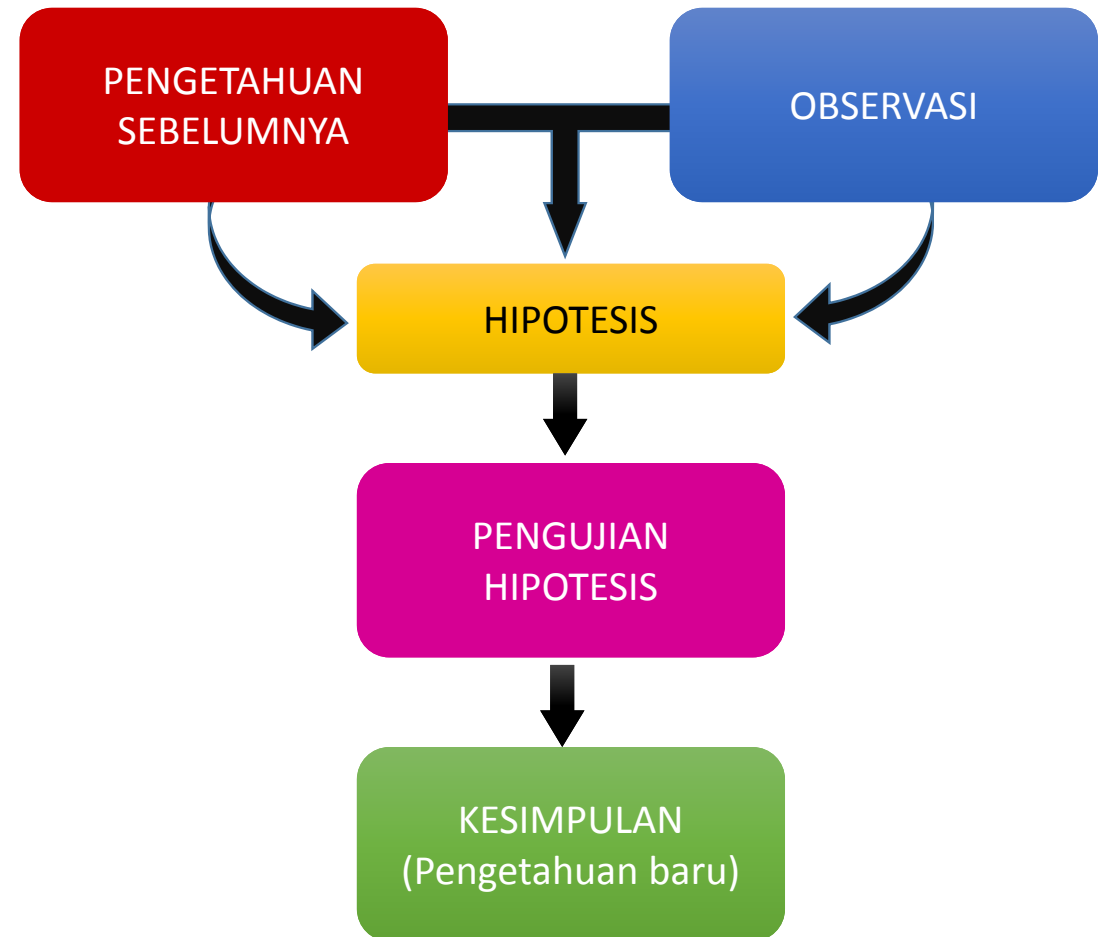 PENGETAHUAN
SEBELUMNYA
OBSERVASI
HIPOTESIS
PENGUJIAN
HIPOTESIS
KESIMPULAN
(Pengetahuan baru)